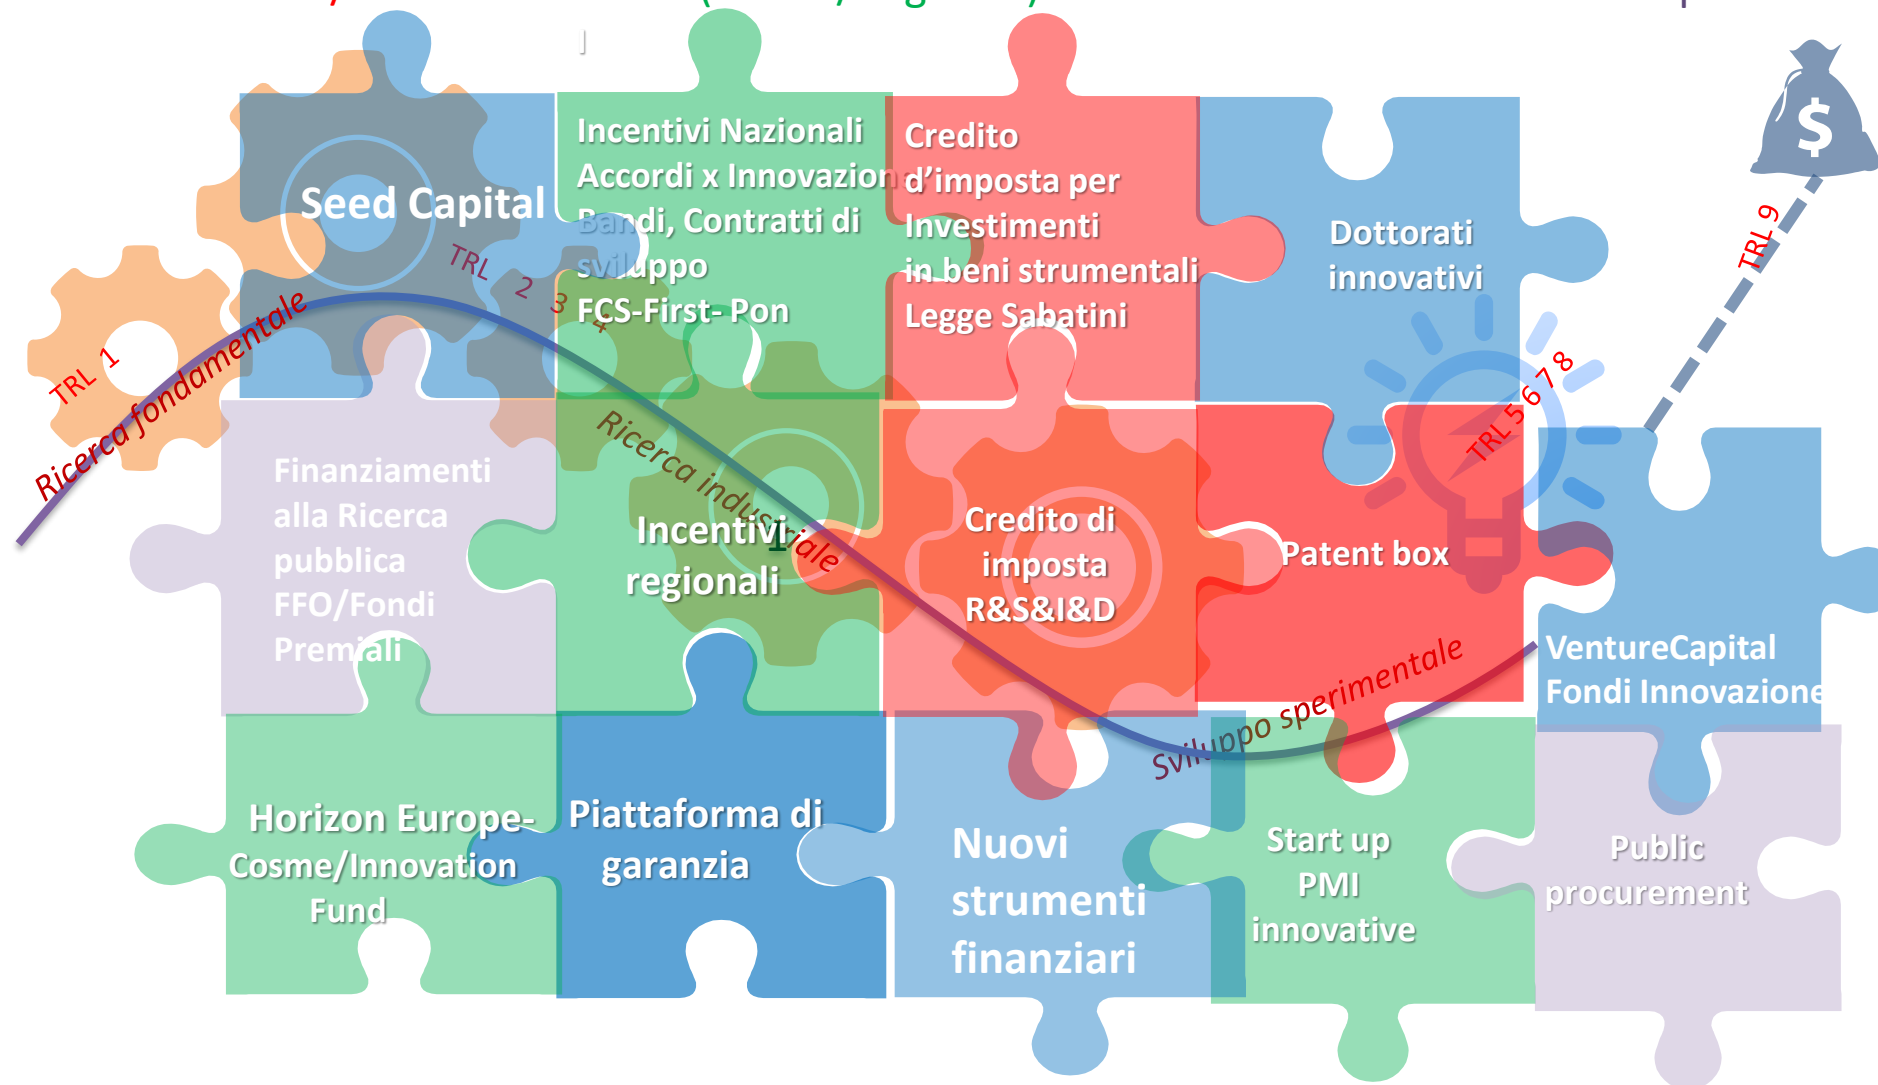 Seed Capital
Incentivi Nazionali
Accordi x Innovazion
Bandi, Contratti di
sviluppo
FCS-First- Pon
Credito
d’imposta per
Investimenti
in beni strumentali
Legge Sabatini
Dottorati
innovativi
$
TRL 9
TRL 2 3 4
TRL 1
Ricerca fondamentale
TRL 5 6 7 8
Finanziamenti
alla Ricerca
pubblica
FFO/Fondi
Premiali
Ricerca industriale
Incentivi
regionali
1
Credito di
imposta
R&S&I&D
Patent box
Sviluppo sperimentale
VentureCapital
Fondi Innovazione
Horizon Europe-
Cosme/Innovation
Fund
Piattaforma di
garanzia
Nuovi
strumenti
finanziari
Start up
PMI
innovative
Public
procurement